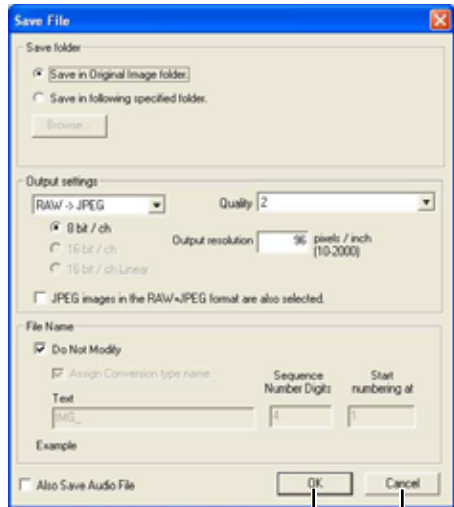 Save File
Save folder
Save in Original Image folder.
Save in following specified folder.
Browse...
Output settings
RAW -> JPEG
Quality 2
8 bit / ch
16 bit / ch
16 bit / ch Linear
Output resolution 96 pixels / inch
(10-2000)
JPEG images in the RAW+JPEG format are also selected.
File Name
Do Not Modify
Assign Conversion type name
Sequence Number Digits
Start numbering at
Text
IMG_
4
1
Example
Also Save Audio File
OK
Cancel